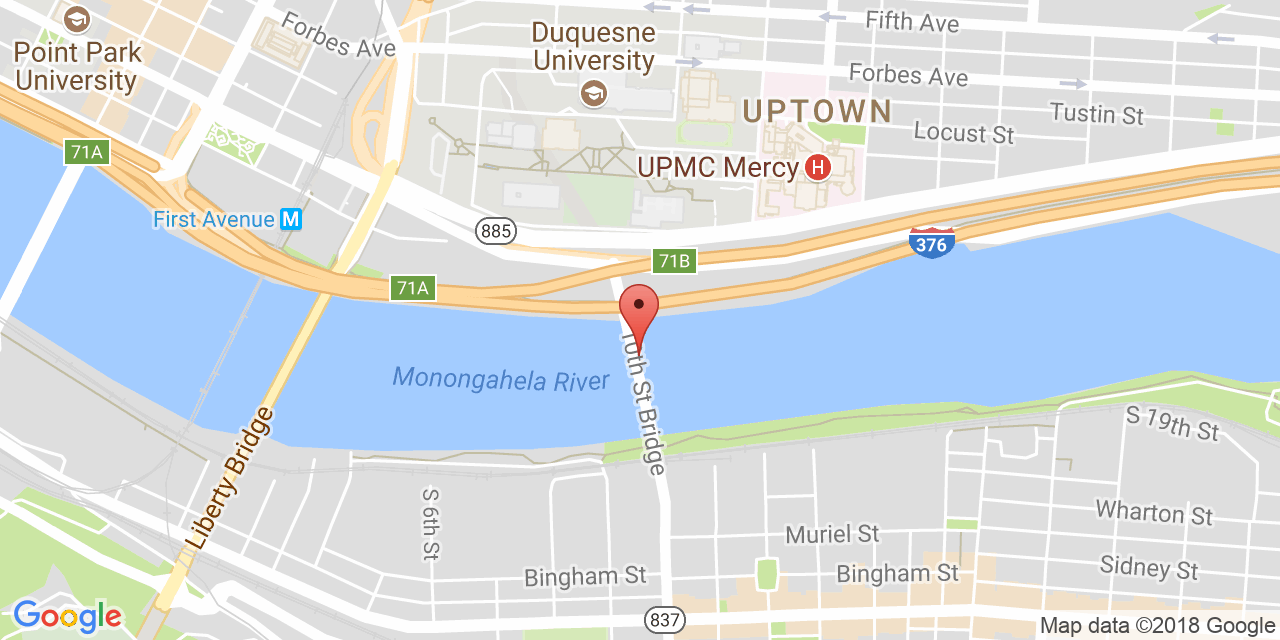 Point Park
University
Forbes Ave
Duquesne
University
Fifth Ave
Forbes Ave
UPTOWN
Tustin St
Locust St
UPMC Mercy
H
71A
First Avenue M
885
71B
376
71A
10th St Bridge
Monongahela River
Liberty Bridge
S 19th St
S 6th St
Wharton St
Muriel St
Sidney St
Bingham St
Bingham St
Google
837
Map data ©2018 Google